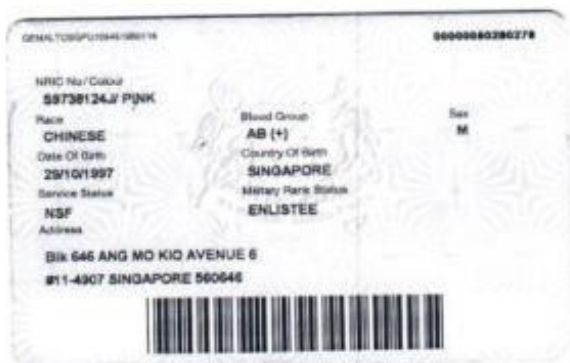 00000080280278
NRIC No/Colour
S9738124J/ PINK
Race Blood Group Sex
CHINESE AB (+) M
Date Of Birth Country Of Birth
29/10/1997 SINGAPORE
Service Status Military Rank Status
NSF ENLISTEE
Address
Blk 646 ANG MO KIO AVENUE 6
#11-4907 SINGAPORE 560646